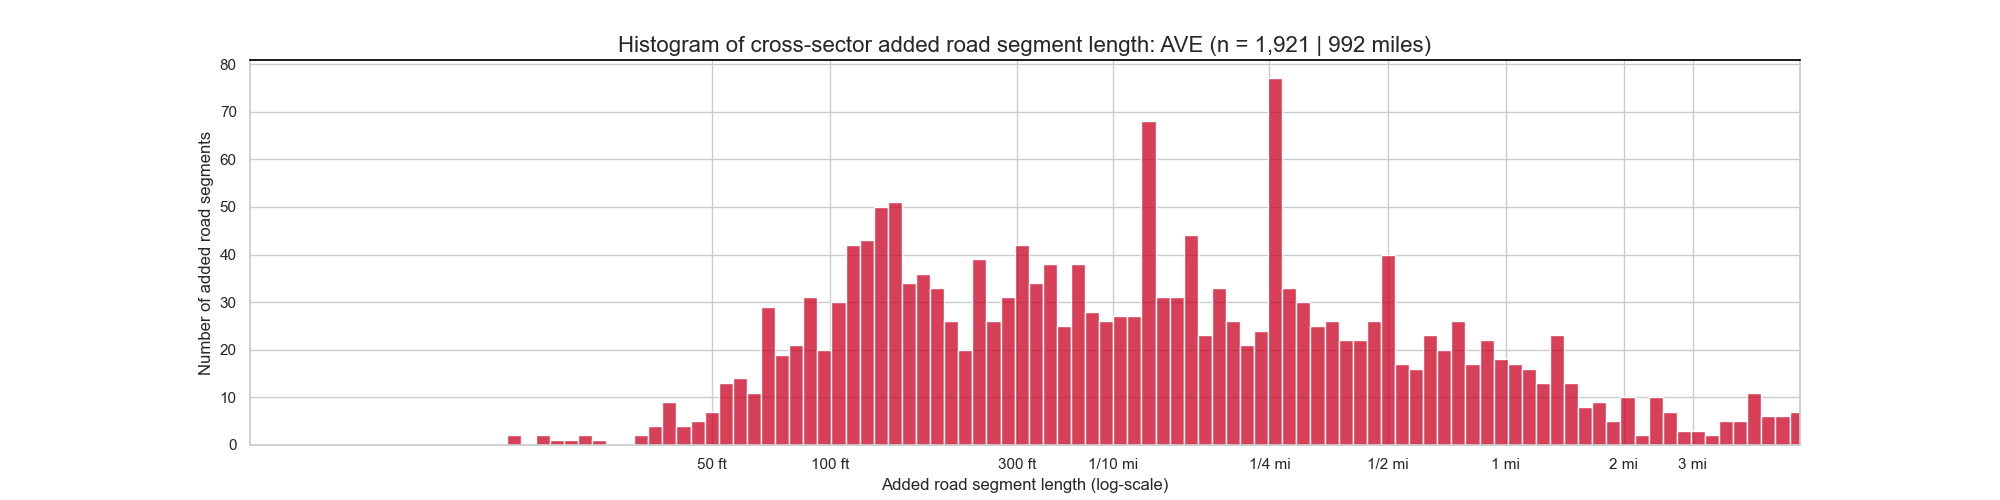 Histogram of cross-sector added road segment length: AVE (n = 1,921 | 992 miles)
Number of added road segments
80
70
60
50
40
30
20
10
0
50 ft 100 ft 300 ft 1/10 mi 1/4 mi 1/2 mi 1 mi 2 mi 3 mi
Added road segment length (log-scale)